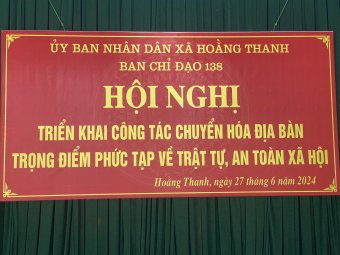 ỦY BAN NHÂN DÂN XÃ HOẰNG THANH
BAN CHỈ ĐẠO 138
HỘI NGHỊ
TRIỂN KHAI CÔNG TÁC CHUYỂN HÓA ĐỊA BÀN
TRỌNG ĐIỂM PHỨC TẠP VỀ TRẬT TỰ, AN TOÀN XÃ HỘI
Hoằng Thanh, ngày 27 tháng 6 năm 2024